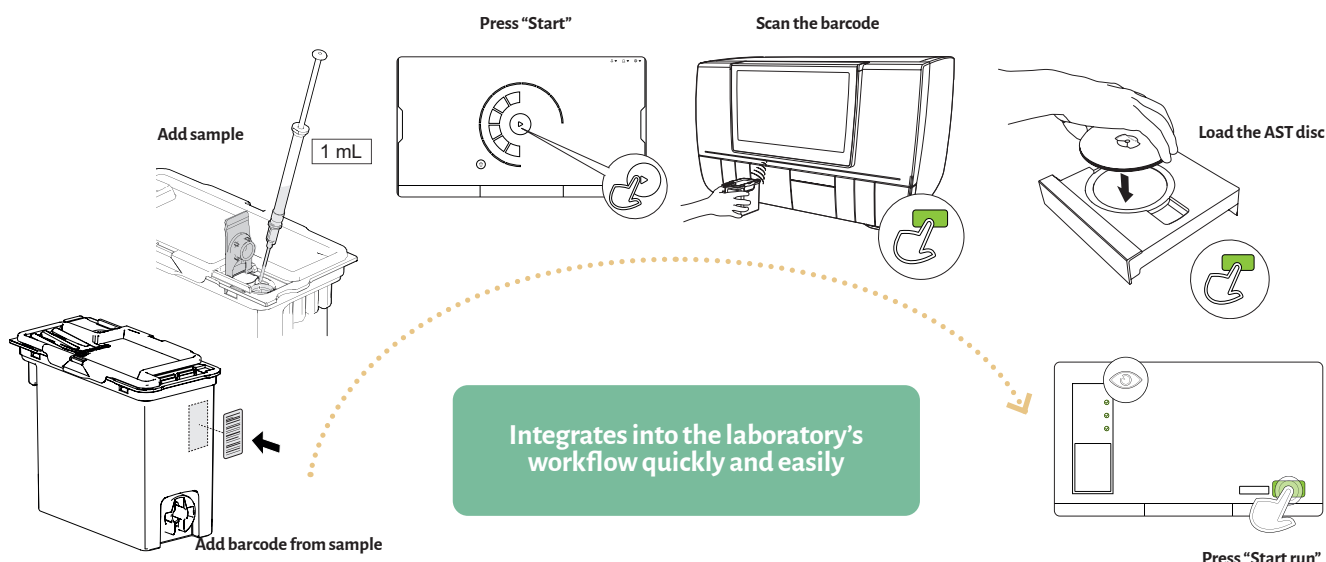 Press “Start”
Scan the barcode
Add sample
1 mL
Load the AST disc
Integrates into the laboratory’s
workflow quickly and easily
Add barcode from sample
Press “Start run”